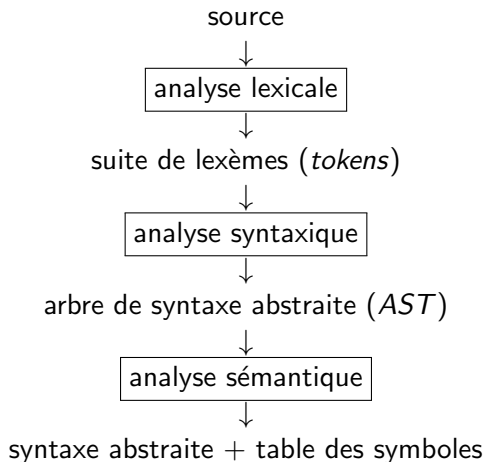 source
analyse lexicale
suite de lexèmes (tokens)
analyse syntaxique
arbre de syntaxe abstraite (AST)
analyse sémantique
syntaxe abstraite + table des symboles